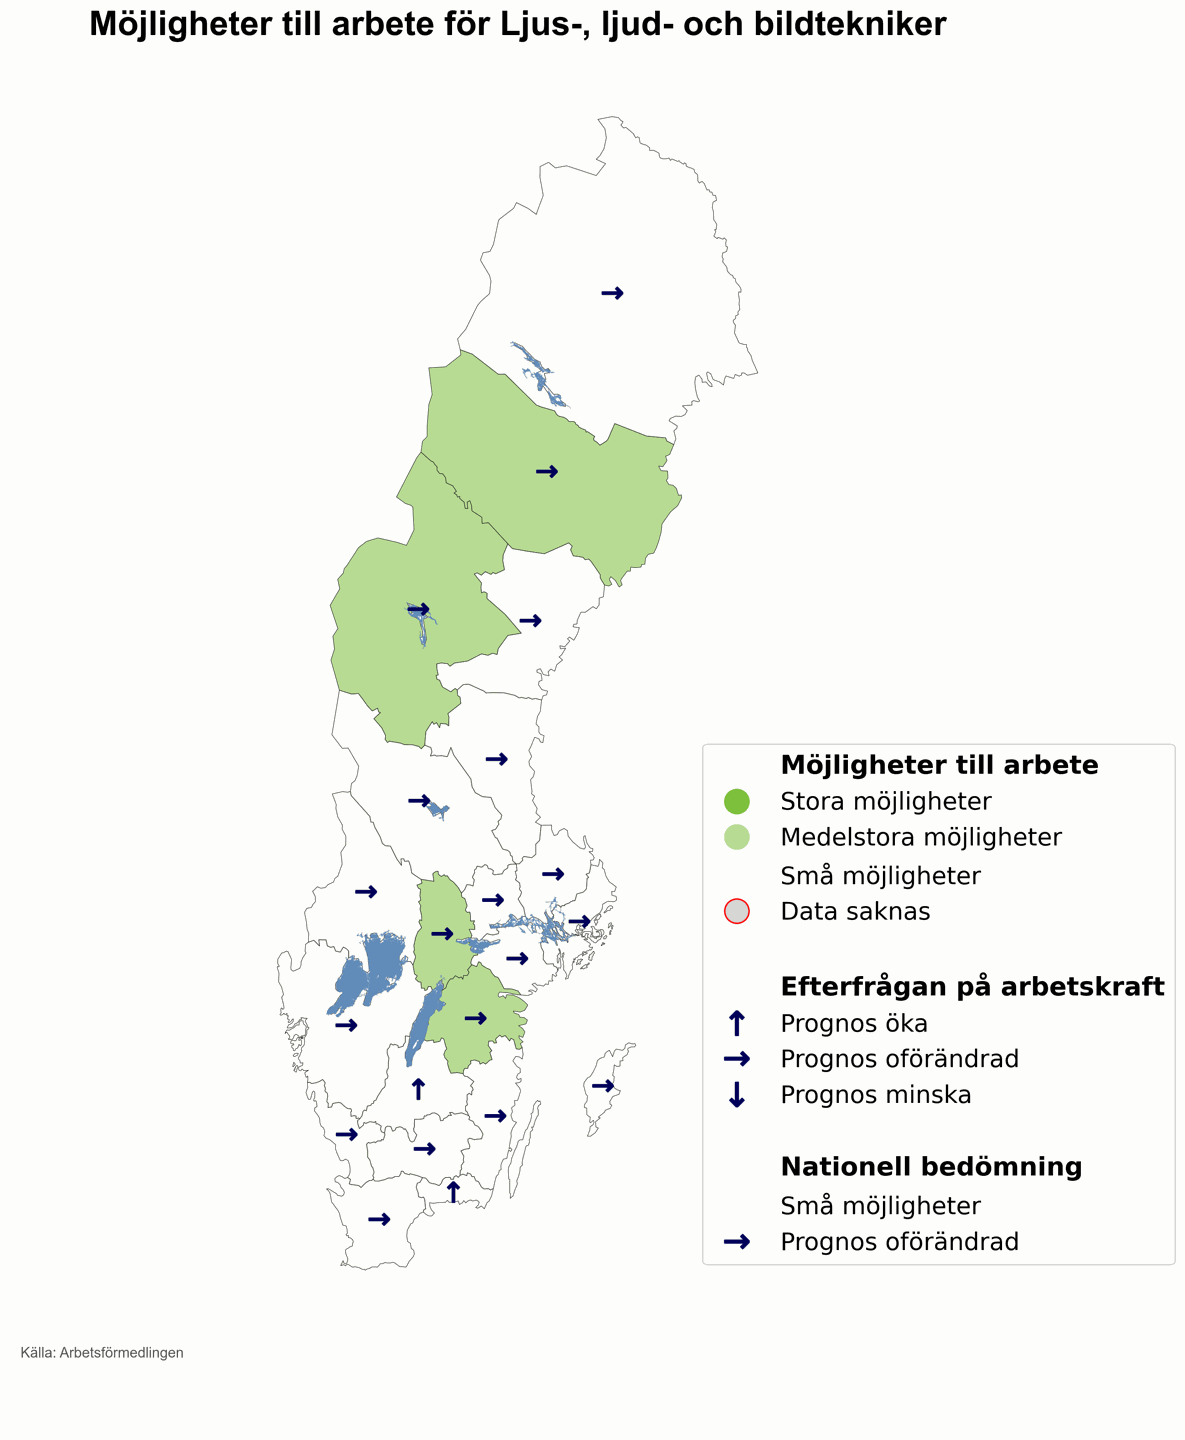 Möjligheter till arbete för Ljus-, ljud- och bildtekniker
Möjligheter till arbete
Stora möjligheter
Medelstora möjligheter
Små möjligheter
Data saknas
Efterfrågan på arbetskraft
Prognos öka
Prognos oförändrad
Prognos minska
Nationell bedömning
Små möjligheter
Prognos oförändrad
Källa: Arbetsförmedlingen